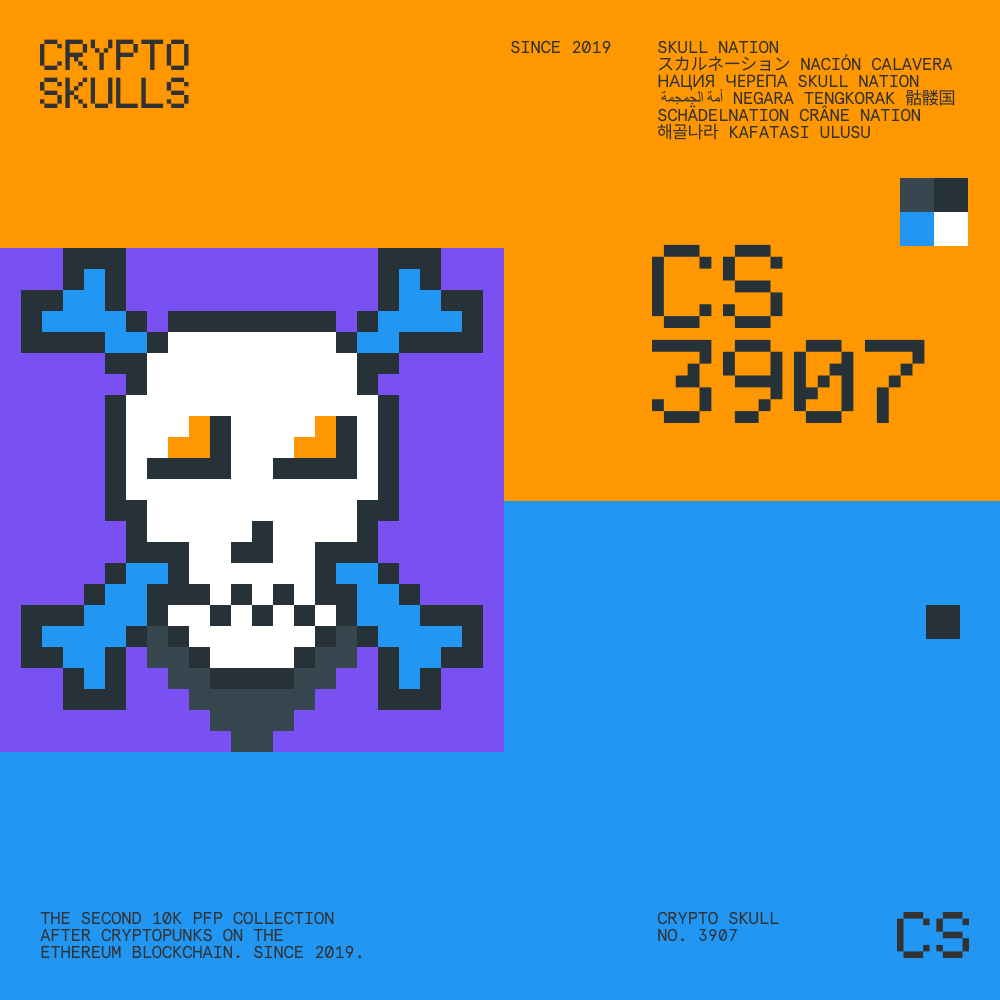 CRYPTO
SKULLS
SINCE 2019
SKULL NATION
スカルネーション NACIÓN CALAVERA
НАЦИЯ ЧЕРЕПА SKULL NATION
أمة الجمجمة NEGARA TENGKORAK 骷髅国
SCHÄDELNATION CRÂNE NATION
해골나라 KAFATASI ULUSU
CS
3907
THE SECOND 10K PFP COLLECTION
AFTER CRYPTOPUNKS ON THE
ETHEREUM BLOCKCHAIN. SINCE 2019.
CRYPTO SKULL
NO. 3907
CS